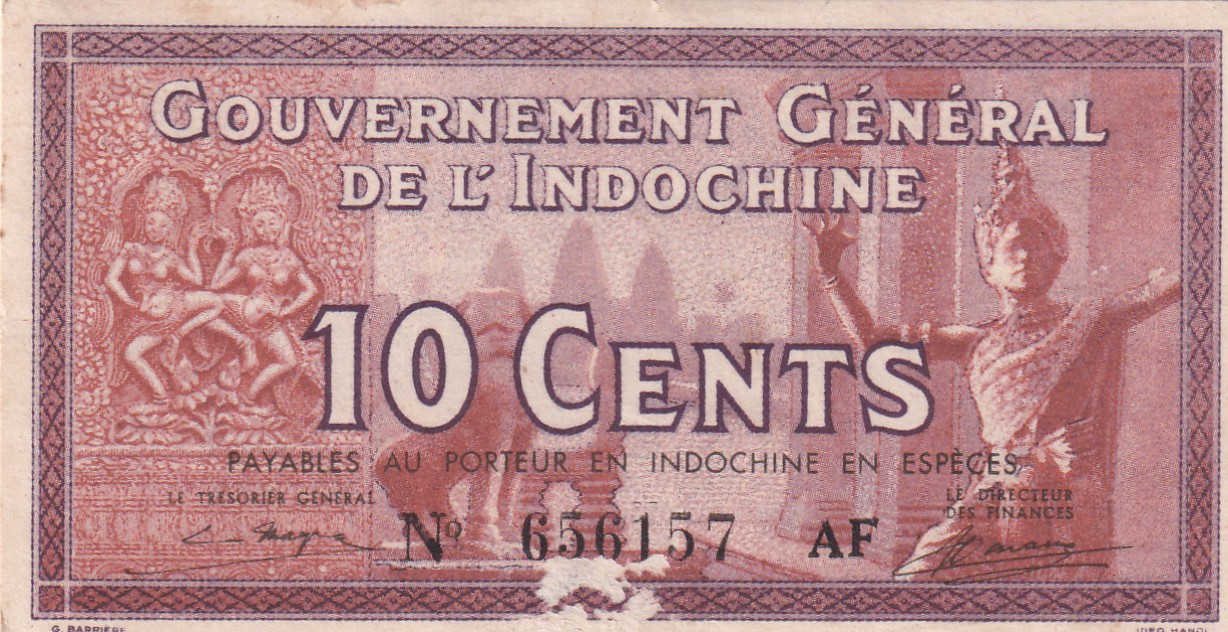 GOUVERNEMENT GÉNÉRAL
DE L'INDOCHINE
10 CENTS
PAYABLES AU PORTEUR EN INDOCHINE EN ESPÈCES
LE TRÉSORIER GÉNÉRAL
LE DIRECTEUR
DES FINANCES
No 656157 AF
G. BARRIERE
IDEO HANOI